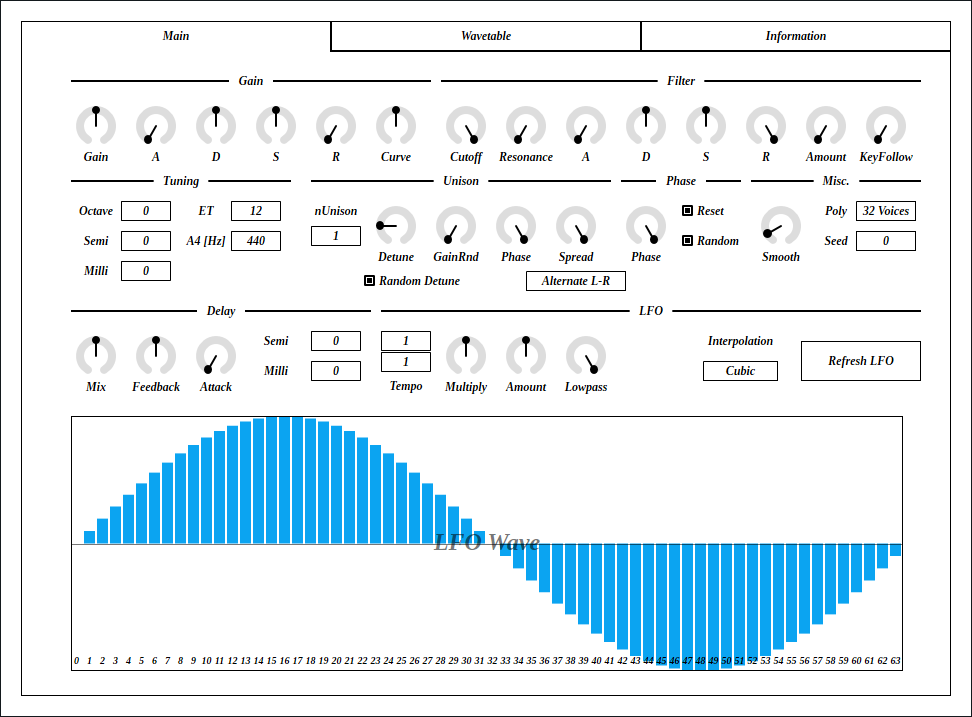 Main Wavetable Information
Gain Filter
Gain A D S R Curve Cutoff Resonance A D S R Amount KeyFollow
Tuning Unison Phase Misc.
Octave 0 ET 12 nUnison Reset Poly 32 Voices
Semi 0 A4 [Hz] 440 1 Random Seed 0
Detune GainRnd Phase Spread Phase Smooth
Milli 0 Random Detune Alternate L-R
Delay LFO
Semi 0 1 Interpolation
1 Refresh LFO
Milli 0 Cubic
Mix Feedback Attack Tempo Multiply Amount Lowpass
LFO Wave
0 1 2 3 4 5 6 7 8 9 10 11 12 13 14 15 16 17 18 19 20 21 22 23 24 25 26 27 28 29 30 31 32 33 34 35 36 37 38 39 40 41 42 43 44 45 46 47 48 49 50 51 52 53 54 55 56 57 58 59 60 61 62 63